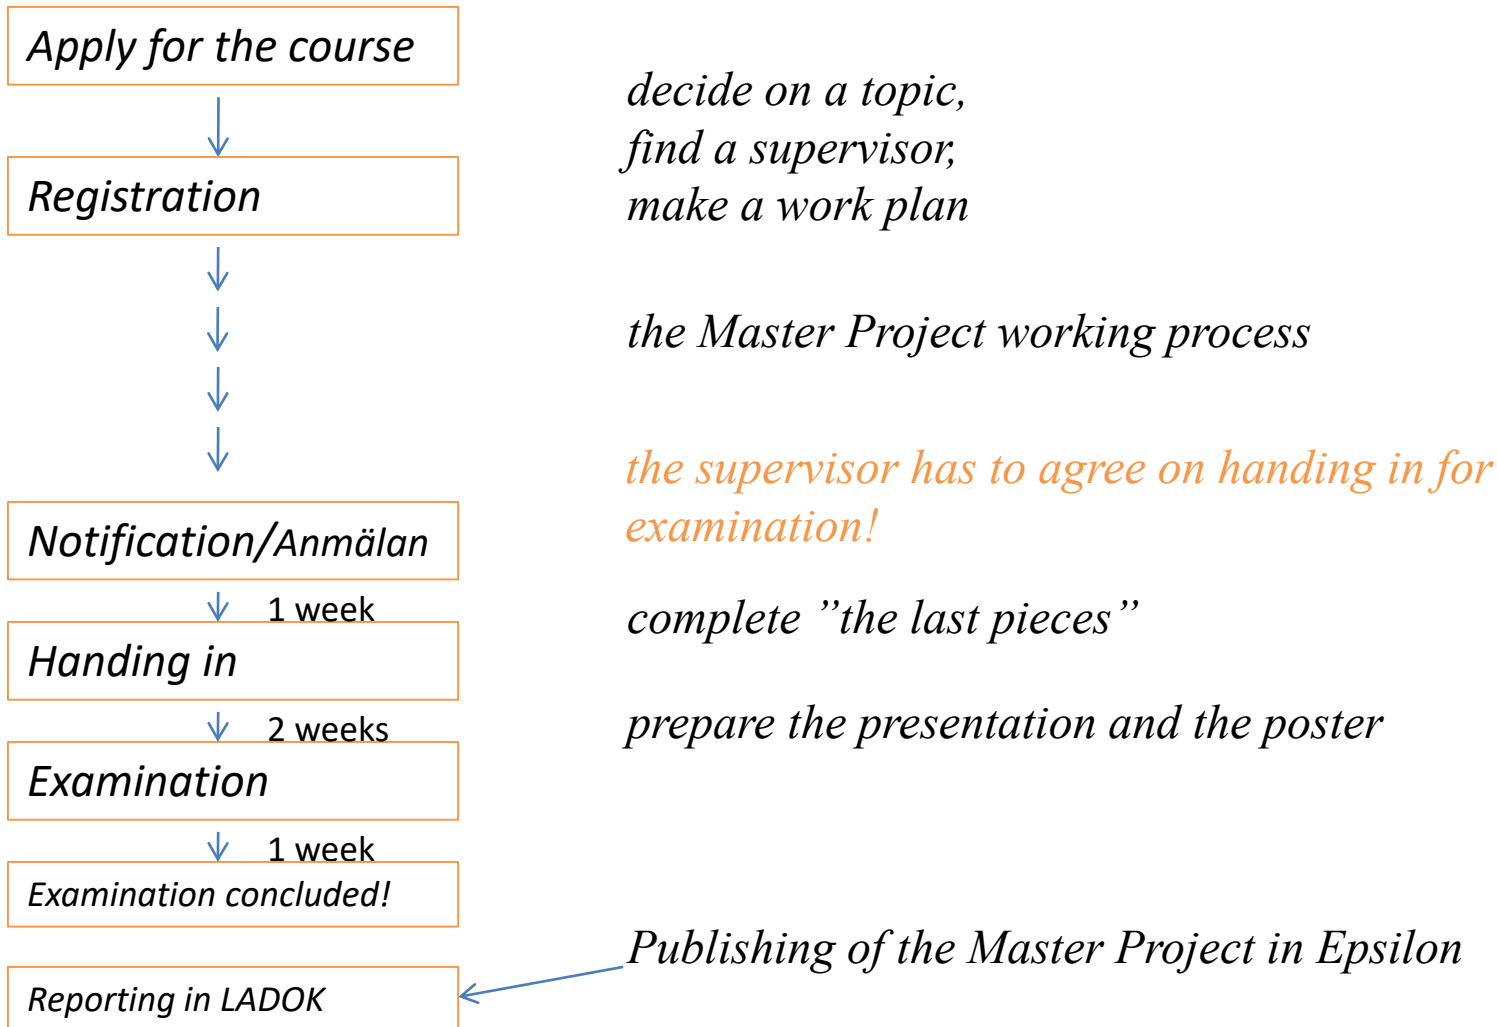 Apply for the course
decide on a topic,
find a supervisor,
make a work plan
Registration
the Master Project working process
the supervisor has to agree on handing in for
examination!
Notification/Anmälan
1 week
complete ”the last pieces”
Handing in
2 weeks
prepare the presentation and the poster
Examination
1 week
Examination concluded!
Publishing of the Master Project in Epsilon
Reporting in LADOK